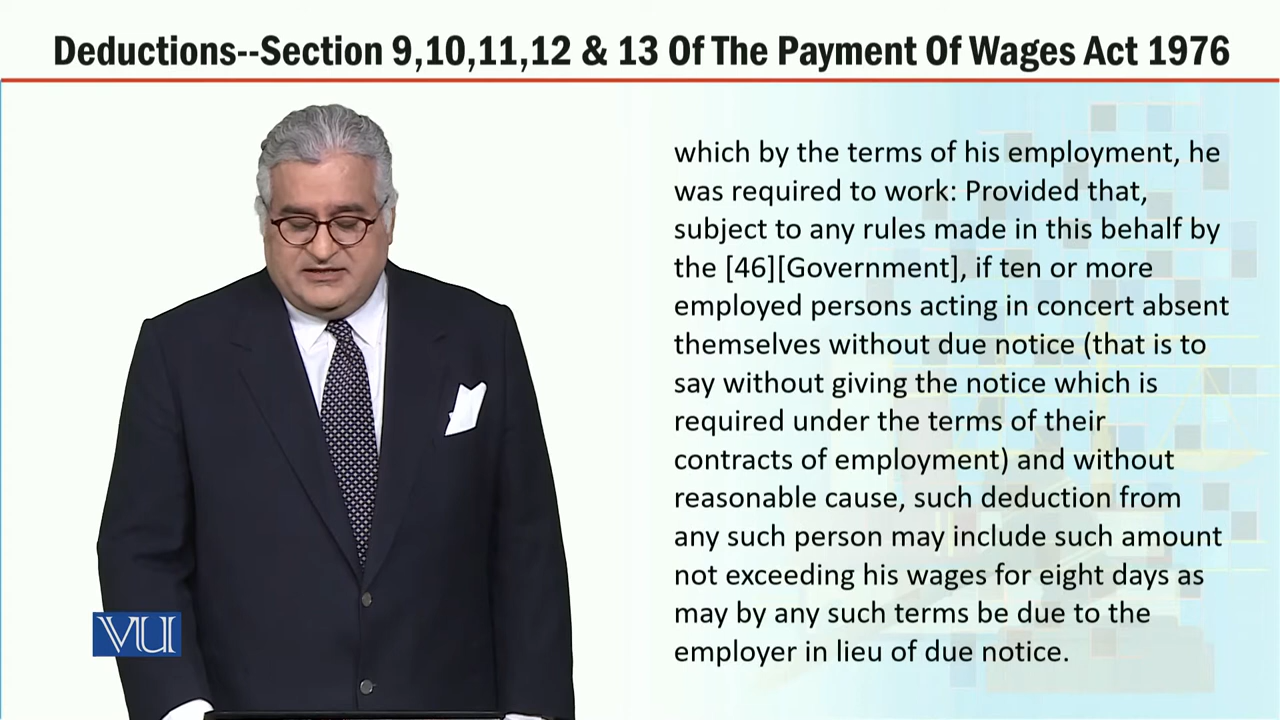 Deductions--Section 9,10,11,12 & 13 Of The Payment Of Wages Act 1976
which by the terms of his employment, he
was required to work: Provided that,
subject to any rules made in this behalf by
the [46][Government], if ten or more
employed persons acting in concert absent
themselves without due notice (that is to
say without giving the notice which is
required under the terms of their
contracts of employment) and without
reasonable cause, such deduction from
any such person may include such amount
not exceeding his wages for eight days as
may by any such terms be due to the
employer in lieu of due notice.
VU